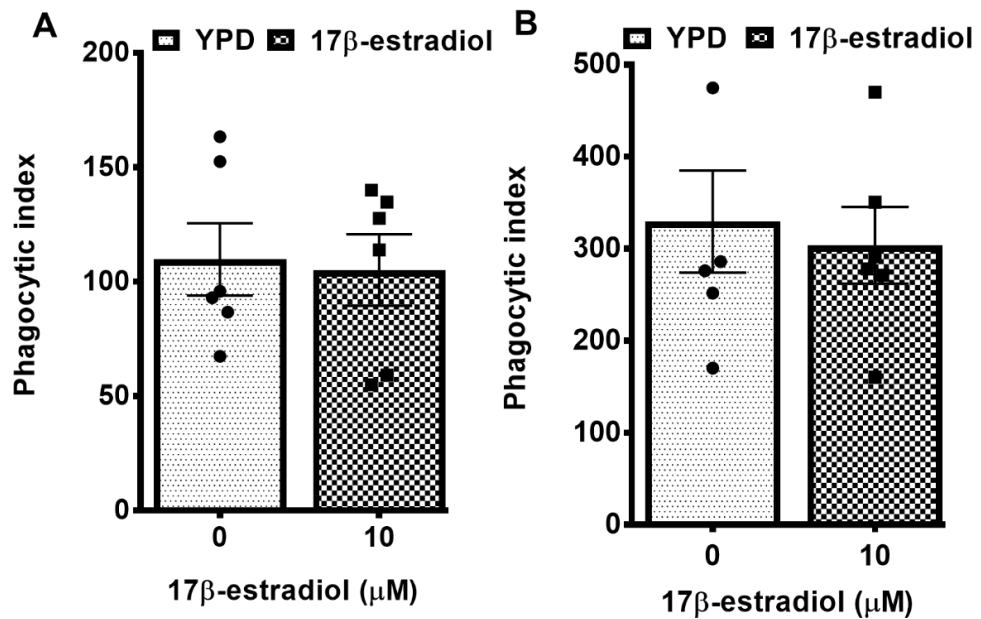 A
YPD 17β-estradiol
200
150
100
50
0
Phagocytic index
0 10
17β-estradiol (μM)
B
YPD 17β-estradiol
500
400
300
200
100
0
Phagocytic index
0 10
17β-estradiol (μM)